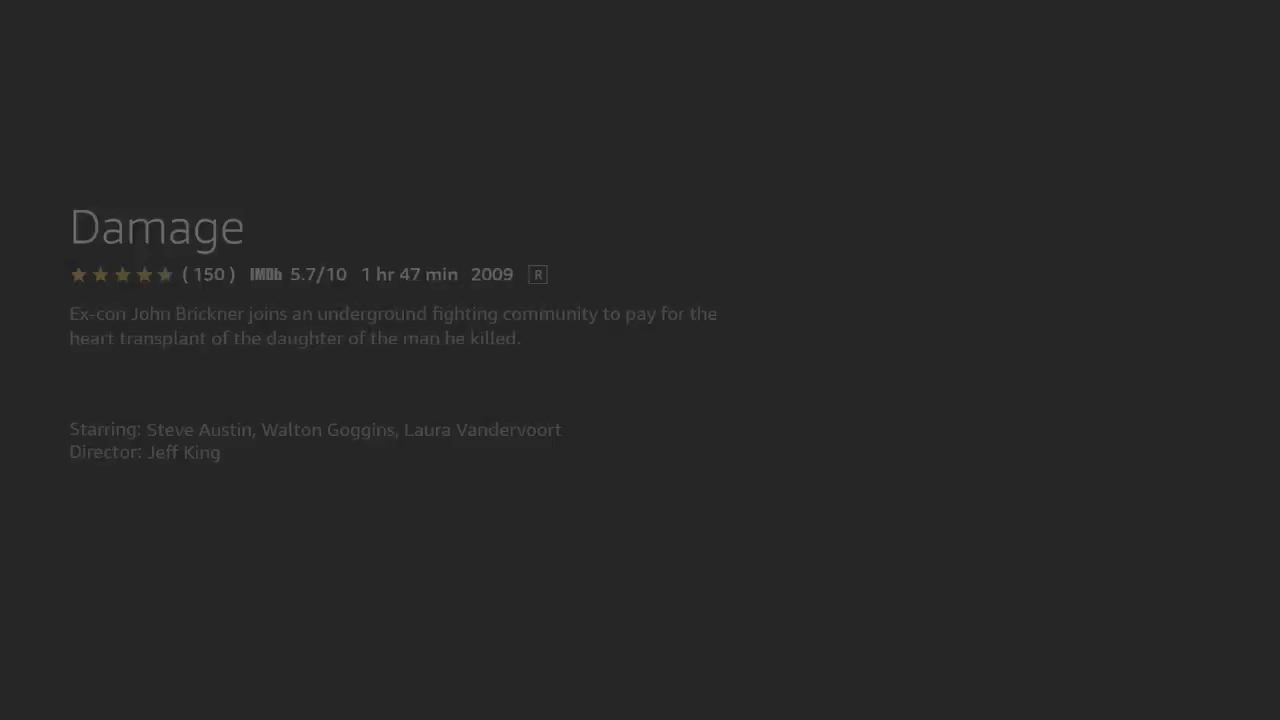 Damage
(150) IMDb 5.7/10 1 hr 47 min 2009 R
Ex-con John Brickner joins an underground fighting community to pay for the
heart transplant of the daughter of the man he killed.
Starring: Steve Austin, Walton Goggins, Laura Vandervoort
Director: Jeff King